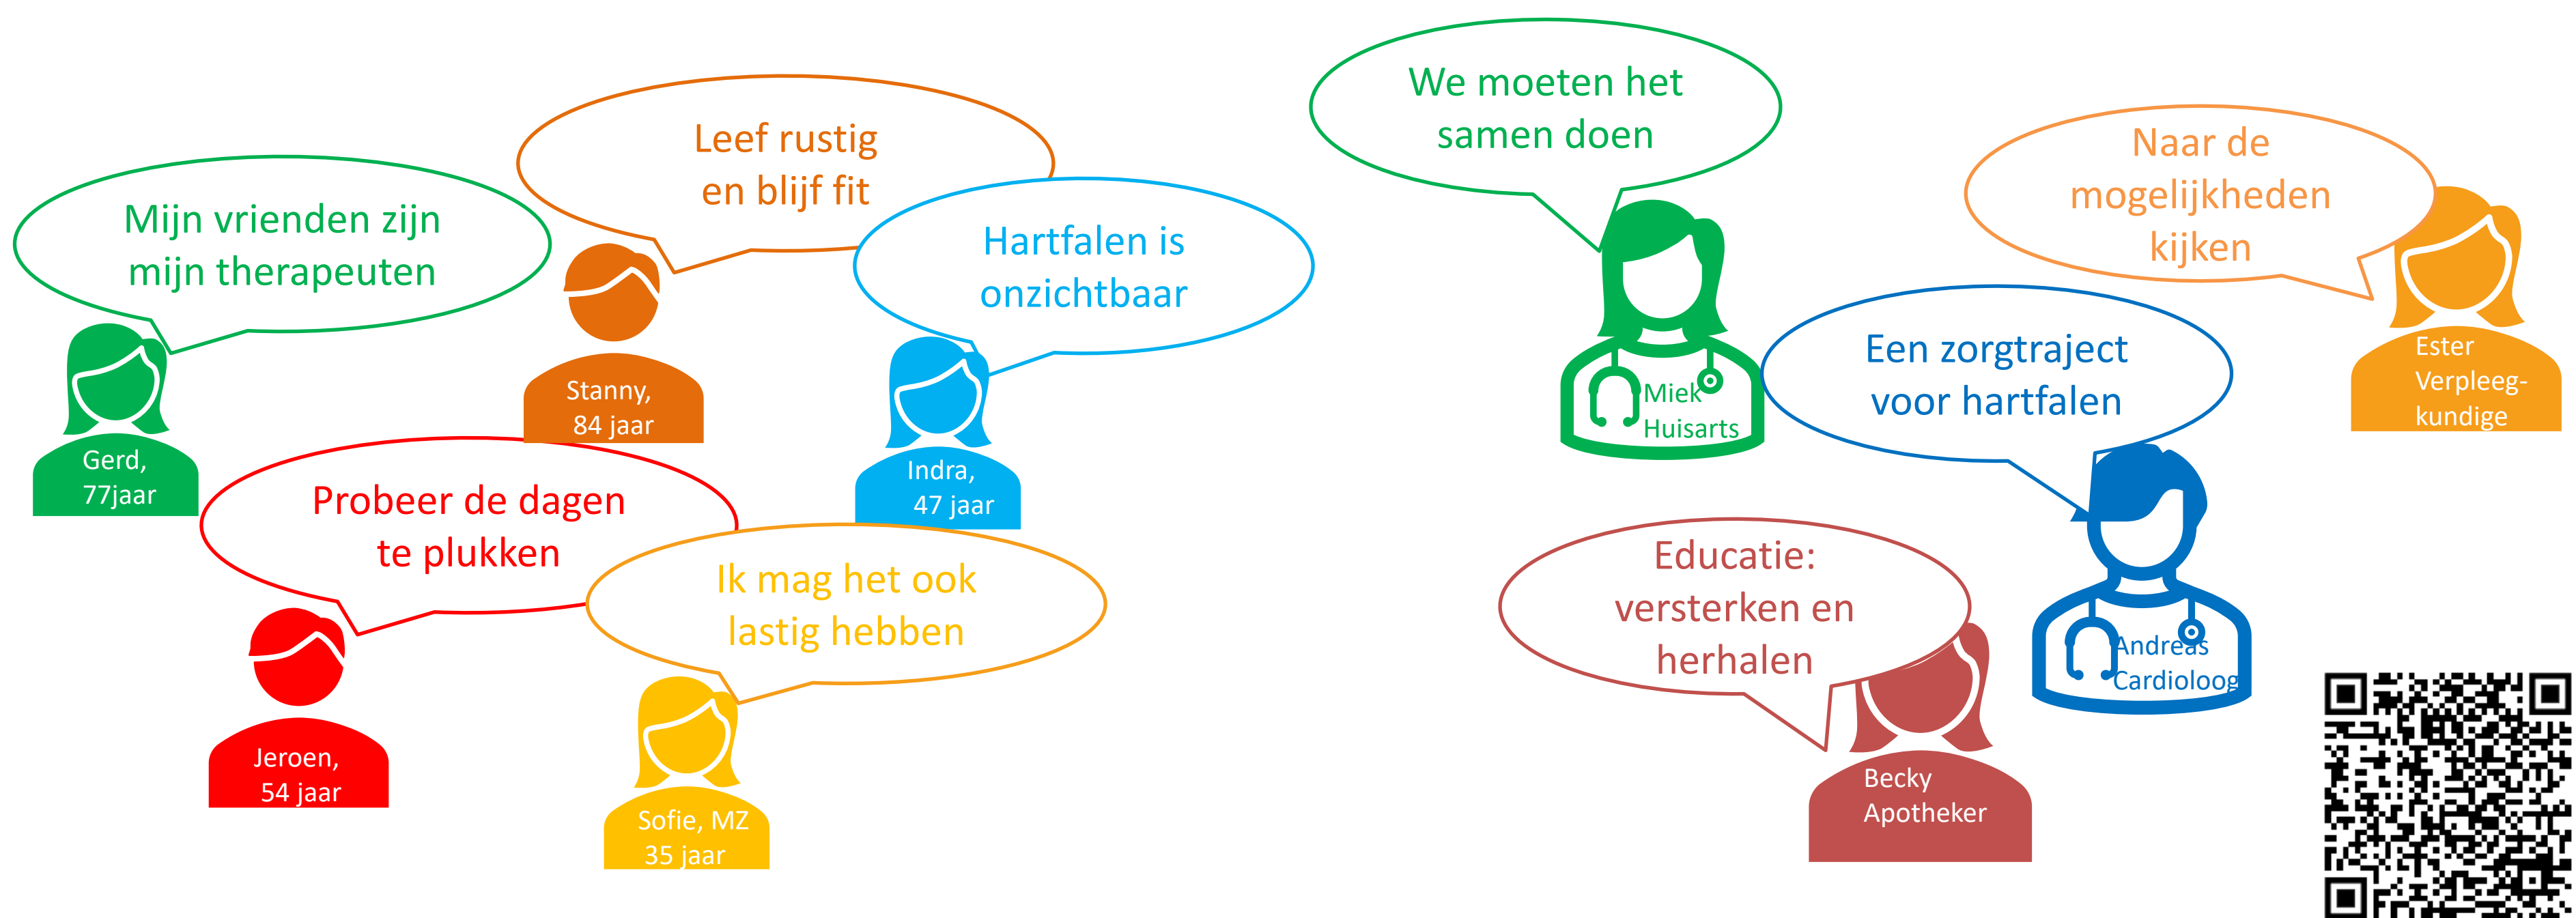 Mijn vrienden zijn
mijn therapeuten
Gerd,
77jaar
Leef rustig
en blijf fit
Stanny,
84 jaar
Hartfalen is
onzichtbaar
Indra,
47 jaar
Probeer de dagen
te plukken
Jeroen,
54 jaar
Ik mag het ook
lastig hebben
Sofie, MZ
35 jaar
We moeten het
samen doen
Miek
Huisarts
Naar de
mogelijkheden
kijken
Ester
Verpleeg-
kundige
Een zorgtraject
voor hartfalen
Andreas
Cardioloog
Educatie:
versterken en
herhalen
Becky
Apotheker